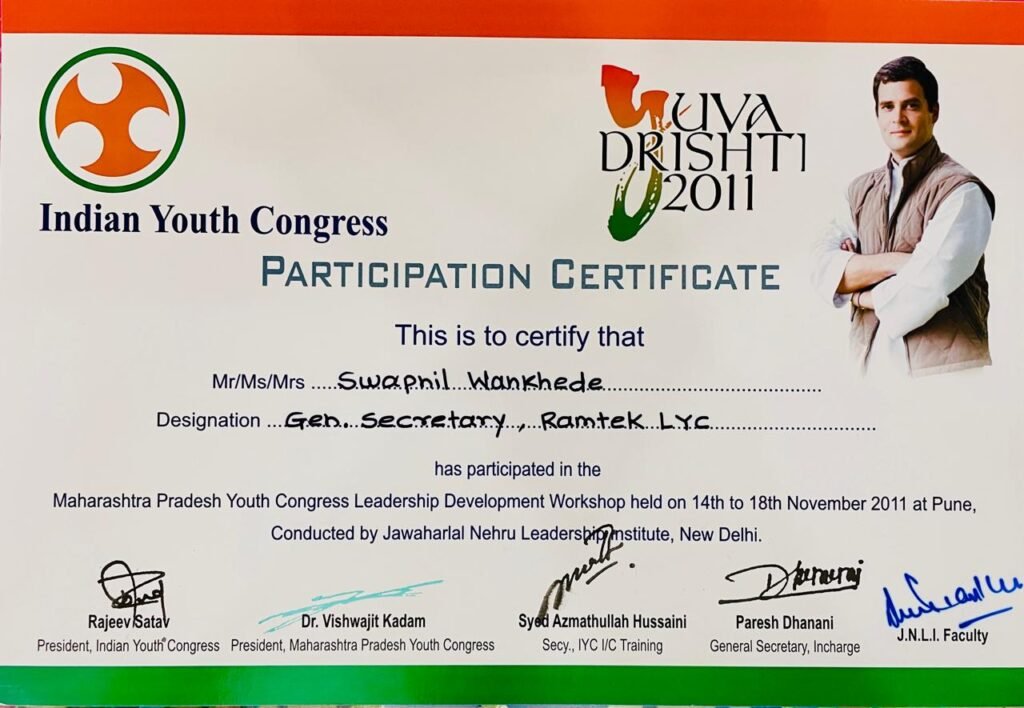 YUVA
DRISHTI
2011
Indian Youth Congress
PARTICIPATION CERTIFICATE
This is to certify that
Mr/Ms/Mrs ..... Swapnil Wankhede ..........
Designation ... Gen. Secretary, Ramtek LYC ..........
has participated in the
Maharashtra Pradesh Youth Congress Leadership Development Workshop held on 14th to 18th November 2011 at Pune,
Conducted by Jawaharlal Nehru Leadership Institute, New Delhi.
Rajeev Satav Dr. Vishwajit Kadam Syed Azmathullah Hussaini Paresh Dhanani J.N.L.I. Faculty
President, Indian Youth Congress President, Maharashtra Pradesh Youth Congress Secy., IYC I/C Training General Secretary, Incharge